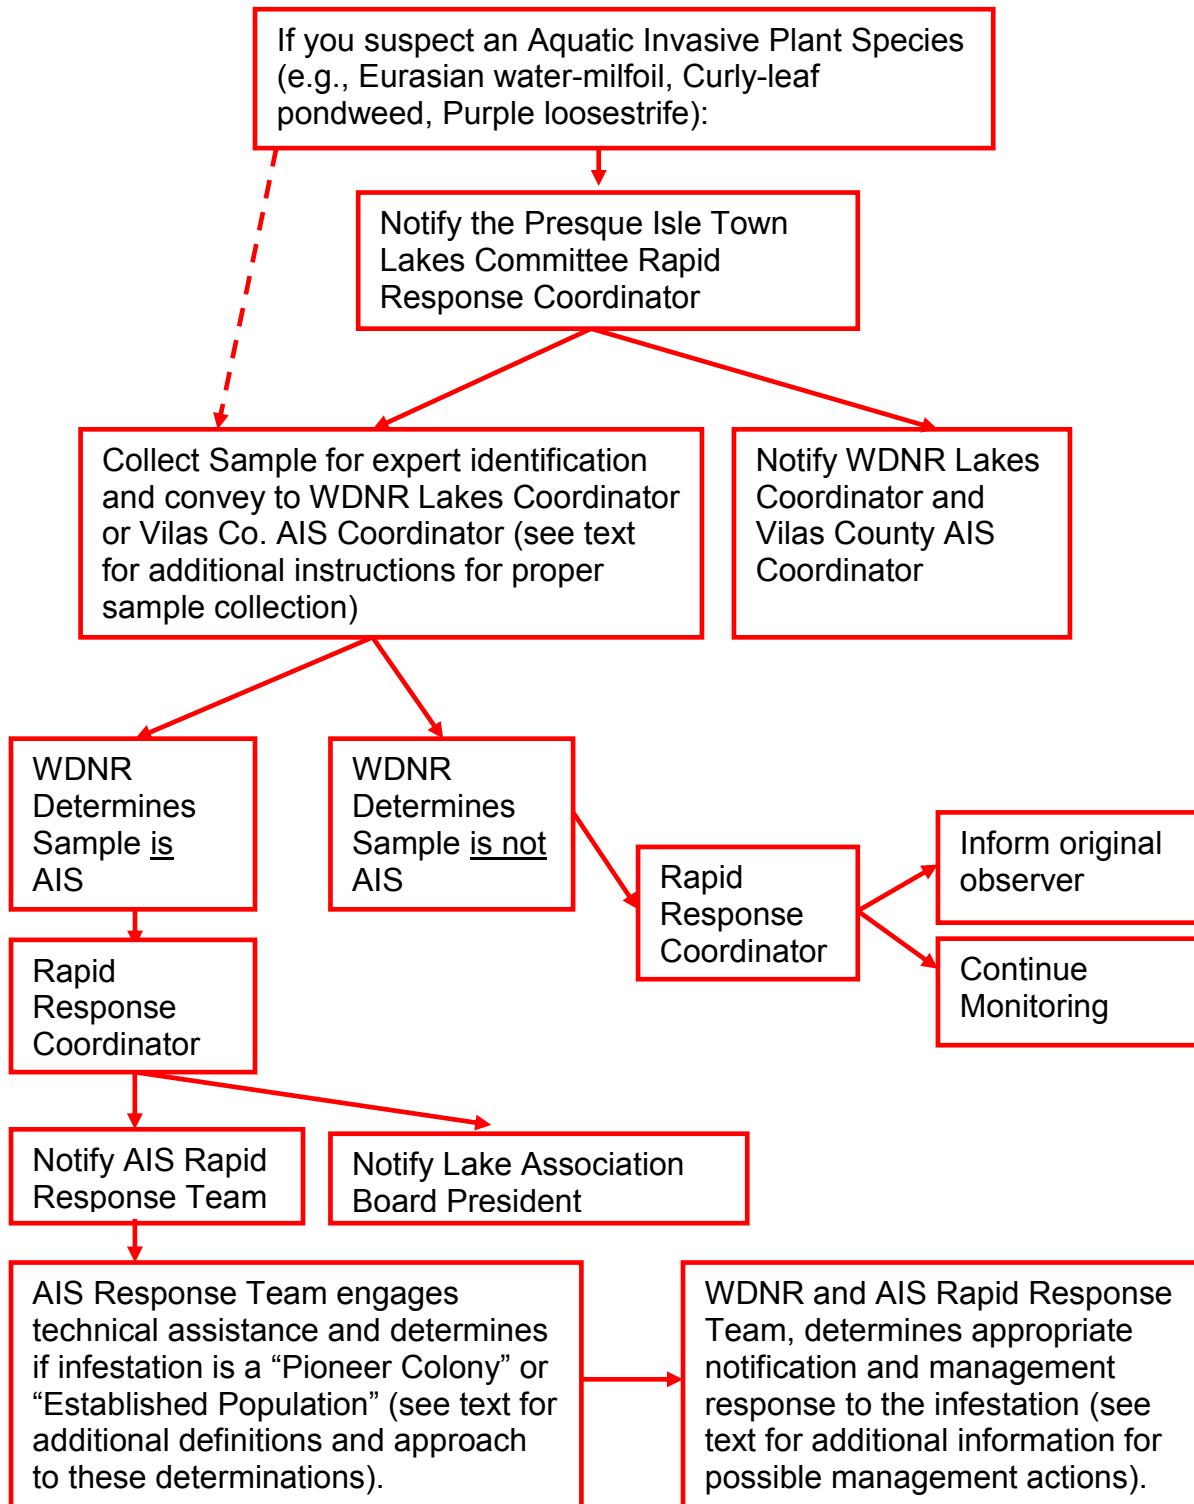 If you suspect an Aquatic Invasive Plant Species
(e.g., Eurasian water-milfoil, Curly-leaf
pondweed, Purple loosestrife):
Notify the Presque Isle Town
Lakes Committee Rapid
Response Coordinator
Collect Sample for expert identification
and convey to WDNR Lakes Coordinator
or Vilas Co. AIS Coordinator (see text
for additional instructions for proper
sample collection)
Notify WDNR Lakes
Coordinator and
Vilas County AIS
Coordinator
WDNR
Determines
Sample is
AIS
WDNR
Determines
Sample is not
AIS
Rapid
Response
Coordinator
Inform original
observer
Continue
Monitoring
Rapid
Response
Coordinator
Notify AIS Rapid
Response Team
Notify Lake Association
Board President
AIS Response Team engages
technical assistance and determines
if infestation is a “Pioneer Colony” or
“Established Population” (see text for
additional definitions and approach
to these determinations).
WDNR and AIS Rapid Response
Team, determines appropriate
notification and management
response to the infestation (see
text for additional information for
possible management actions).